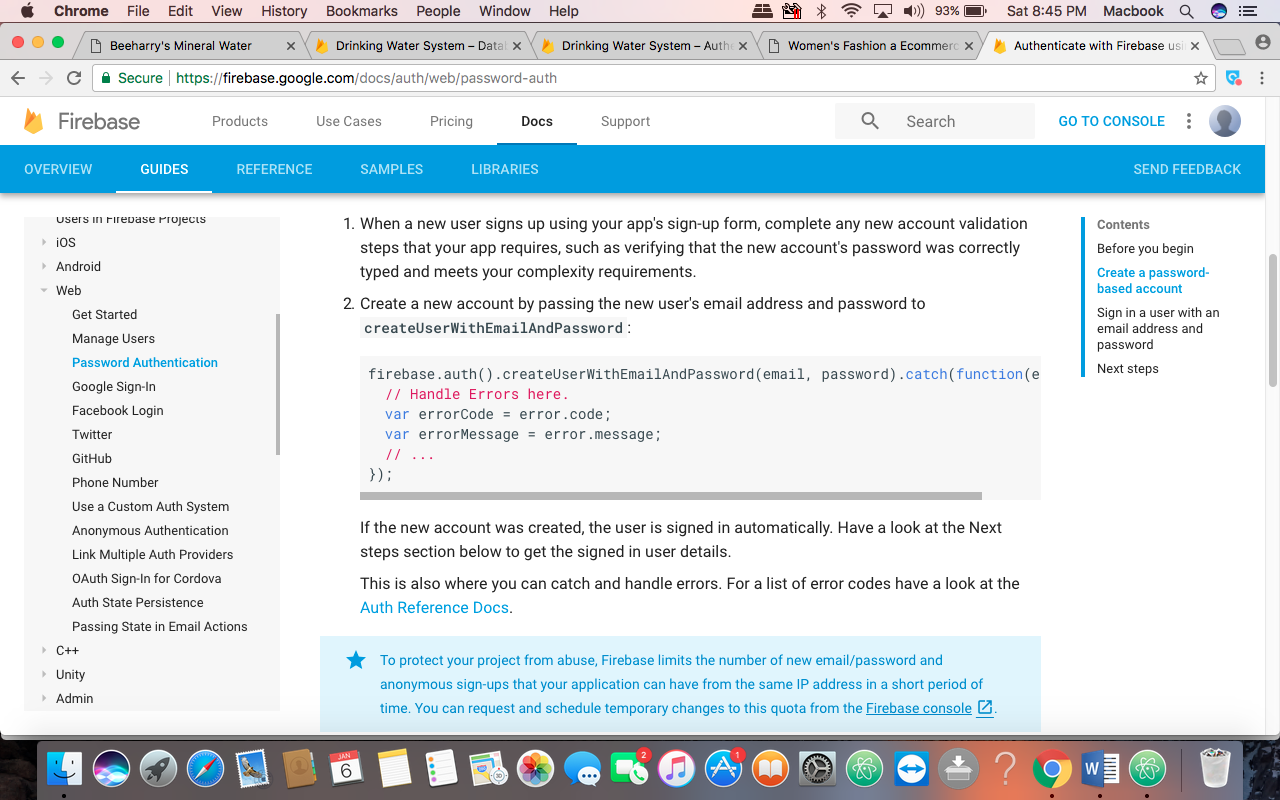 Chrome File Edit View History Bookmarks People Window Help 93% Sat 8:45 PM Macbook
Beeharry's Mineral Water
Drinking Water System – Data
Drinking Water System – Auth
Women's Fashion a Ecommerc
Authenticate with Firebase usi
Secure https://firebase.google.com/docs/auth/web/password-auth
Firebase Products Use Cases Pricing Docs Support Search GO TO CONSOLE
OVERVIEW GUIDES REFERENCE SAMPLES LIBRARIES SEND FEEDBACK
Users in Firebase Projects
iOS
Android
Web
Get Started
Manage Users
Password Authentication
Google Sign-In
Facebook Login
Twitter
GitHub
Phone Number
Use a Custom Auth System
Anonymous Authentication
Link Multiple Auth Providers
OAuth Sign-In for Cordova
Auth State Persistence
Passing State in Email Actions
C++
Unity
Admin
1. When a new user signs up using your app's sign-up form, complete any new account validation
steps that your app requires, such as verifying that the new account's password was correctly
typed and meets your complexity requirements.
2. Create a new account by passing the new user's email address and password to
createUserWithEmailAndPassword:
firebase.auth().createUserWithEmailAndPassword(email, password).catch(function(e
// Handle Errors here.
var errorCode = error.code;
var errorMessage = error.message;
// ...
});
If the new account was created, the user is signed in automatically. Have a look at the Next
steps section below to get the signed in user details.
This is also where you can catch and handle errors. For a list of error codes have a look at the
Auth Reference Docs.
To protect your project from abuse, Firebase limits the number of new email/password and
anonymous sign-ups that your application can have from the same IP address in a short period of
time. You can request and schedule temporary changes to this quota from the Firebase console.
Contents
Before you begin
Create a password-
based account
Sign in a user with an
email address and
password
Next steps
JAN
6
2
1